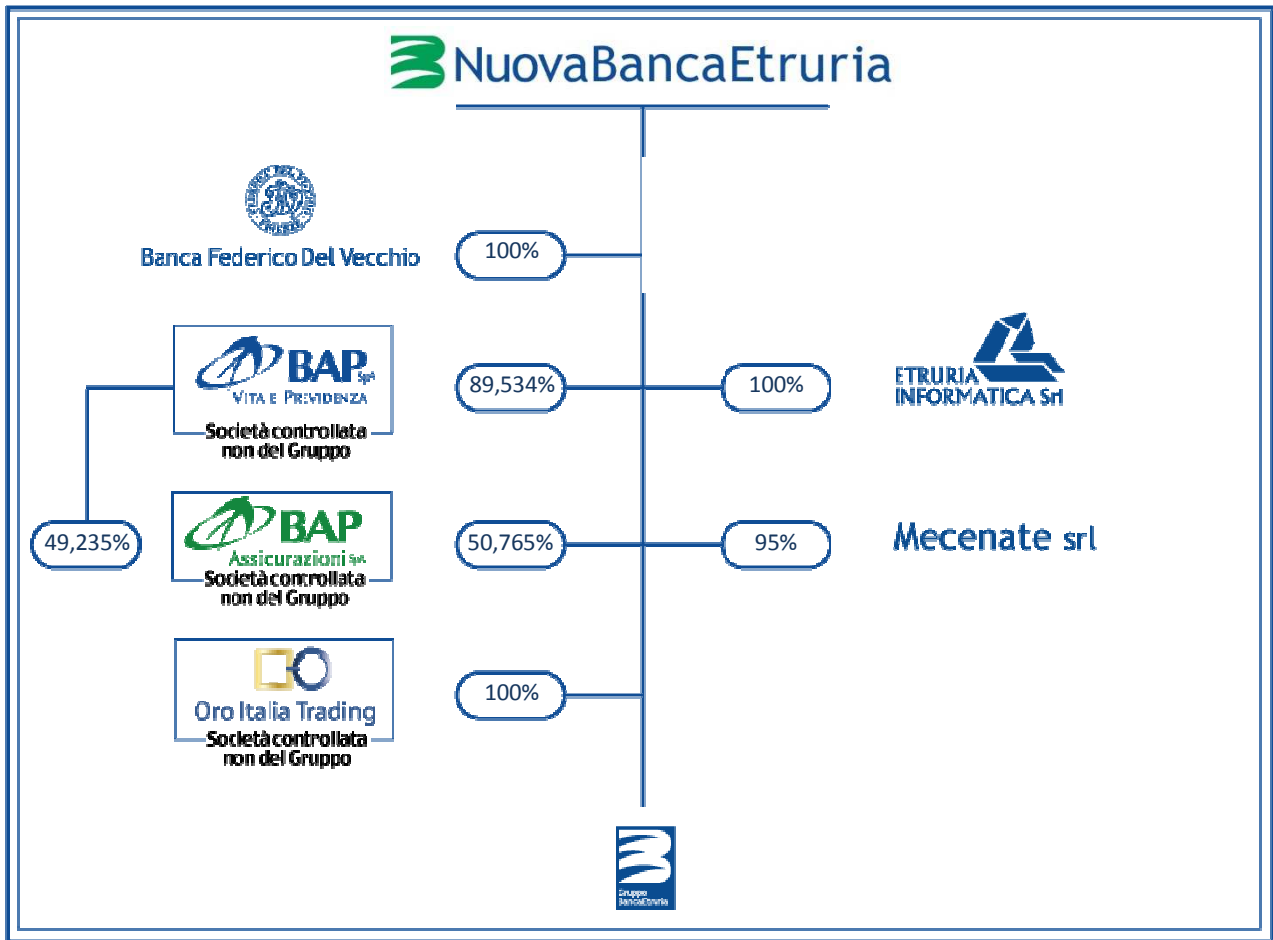 NuovaBancaEtruria
Banca Federico Del Vecchio
100%
BAP SpA
VITA E PREVIDENZA
Società controllata
non del Gruppo
89,534%
100%
ETRURIA
INFORMATICA Srl
49,235%
BAP
Assicurazioni SpA
Società controllata
non del Gruppo
50,765%
95%
Mecenate srl
Oro Italia Trading
Società controllata
non del Gruppo
100%
Gruppo
BancaEtruria